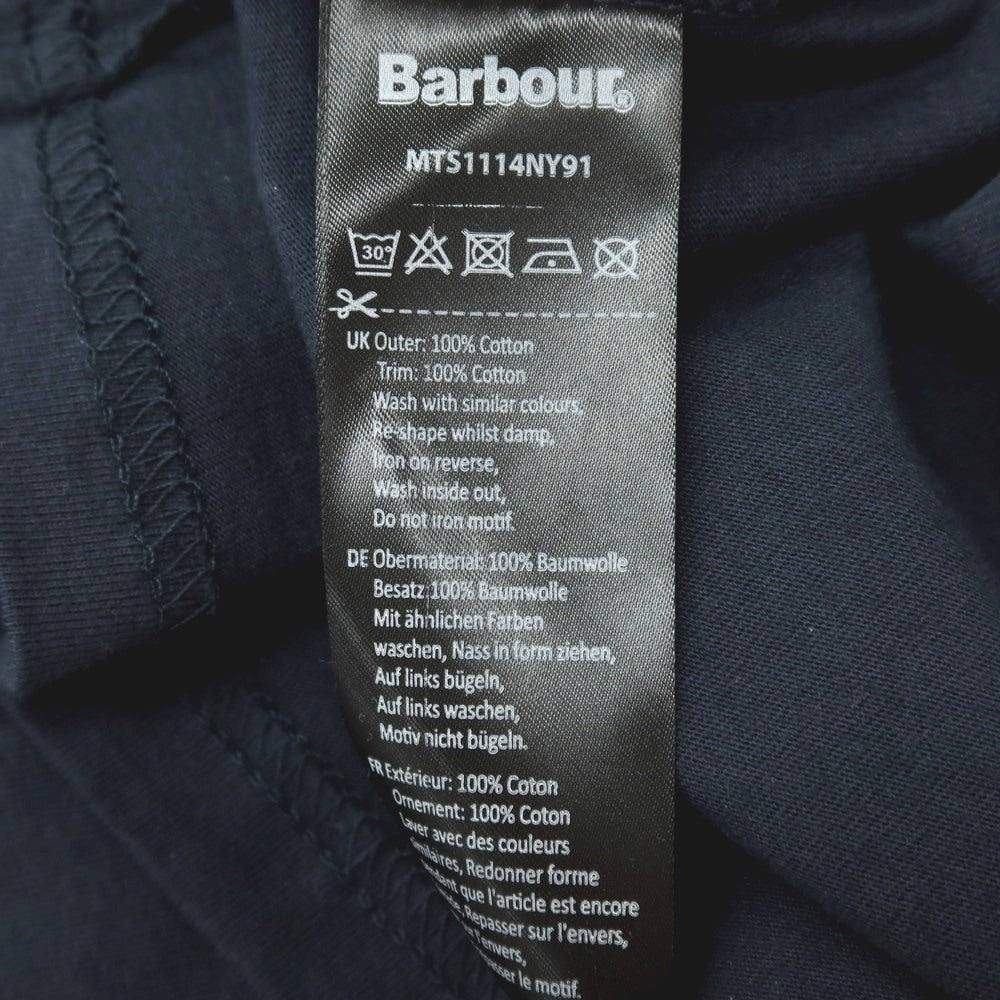 Barbour®
MTS1114NY91
30°
UK Outer: 100% Cotton
Trim: 100% Cotton
Wash with similar colours,
Re-shape whilst damp,
Iron on reverse,
Wash inside out,
Do not iron motif.
DE Obermaterial: 100% Baumwolle
Besatz:100% Baumwolle
Mit ähnlichen Farben
waschen, Nass in form ziehen,
Auf links bügeln,
Auf links waschen,
Motiv nicht bügeln.
FR Extérieur: 100% Coton
Ornement: 100% Coton
Laver avec des couleurs
similaires, Redonner forme
que l'article est encore
Repasser sur l'envers,
l'envers,
le motif.